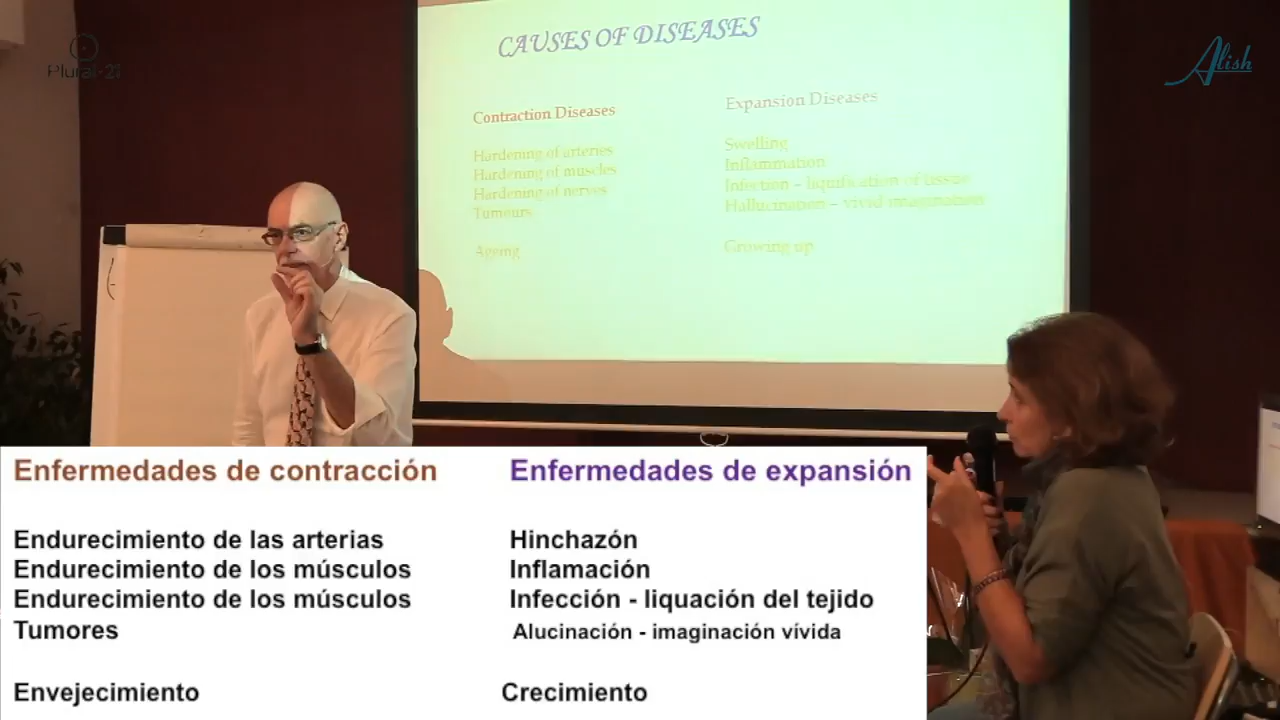 Plural-21
Alish
CAUSES OF DISEASES
Contraction Diseases
Hardening of arteries
Hardening of muscles
Hardening of nerves
Tumours
Ageing
Expansion Diseases
Swelling
Inflammation
Infection – liquification of tissue
Hallucination – vivid imagination
Growing up
Enfermedades de contracción
Endurecimiento de las arterias
Endurecimiento de los músculos
Endurecimiento de los músculos
Tumores
Envejecimiento
Enfermedades de expansión
Hinchazón
Inflamación
Infección - liquación del tejido
Alucinación - imaginación vívida
Crecimiento